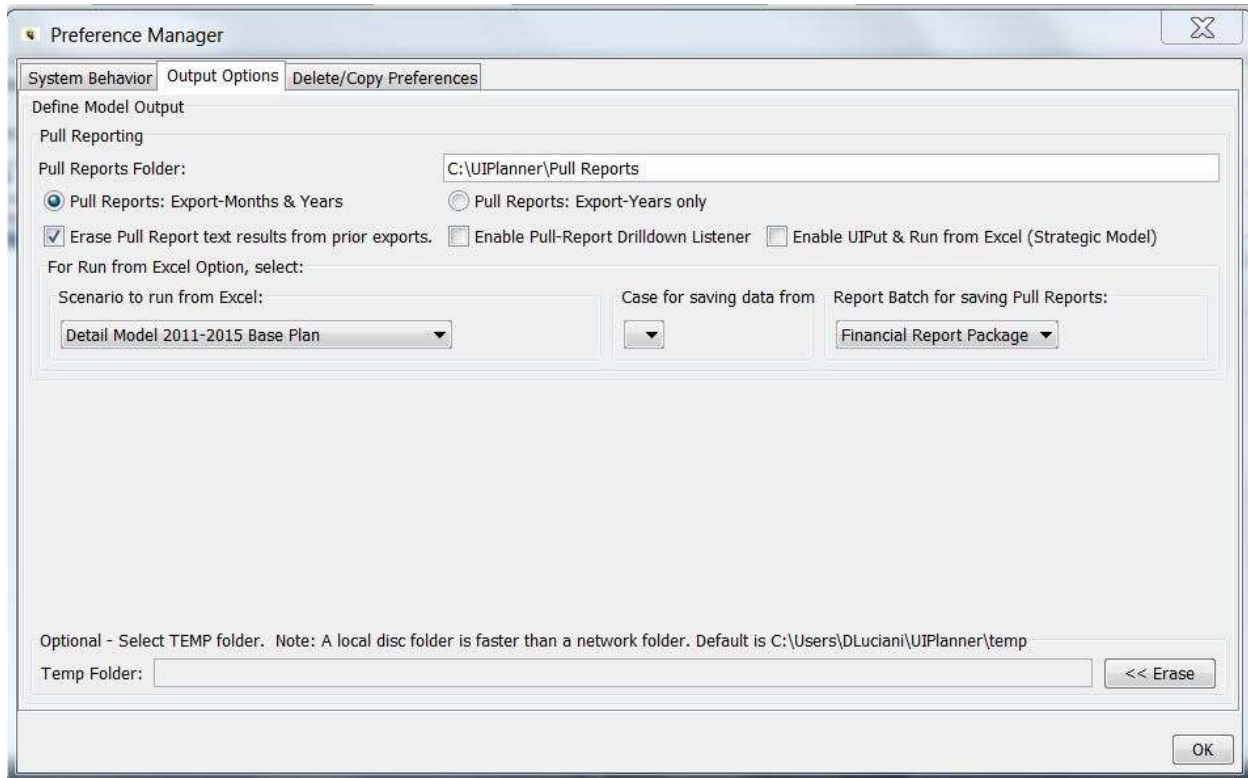 Preference Manager
System Behavior Output Options Delete/Copy Preferences
Define Model Output
Pull Reporting
Pull Reports Folder: C:\UIPlanner\Pull Reports
Pull Reports: Export-Months & Years Pull Reports: Export-Years only
Erase Pull Report text results from prior exports. Enable Pull-Report Drilldown Listener Enable UIPut & Run from Excel (Strategic Model)
For Run from Excel Option, select:
Scenario to run from Excel: Case for saving data from Report Batch for saving Pull Reports:
Detail Model 2011-2015 Base Plan Financial Report Package
Optional - Select TEMP folder. Note: A local disc folder is faster than a network folder. Default is C:\Users\DLuciani\UIPlanner\temp
Temp Folder: << Erase
OK